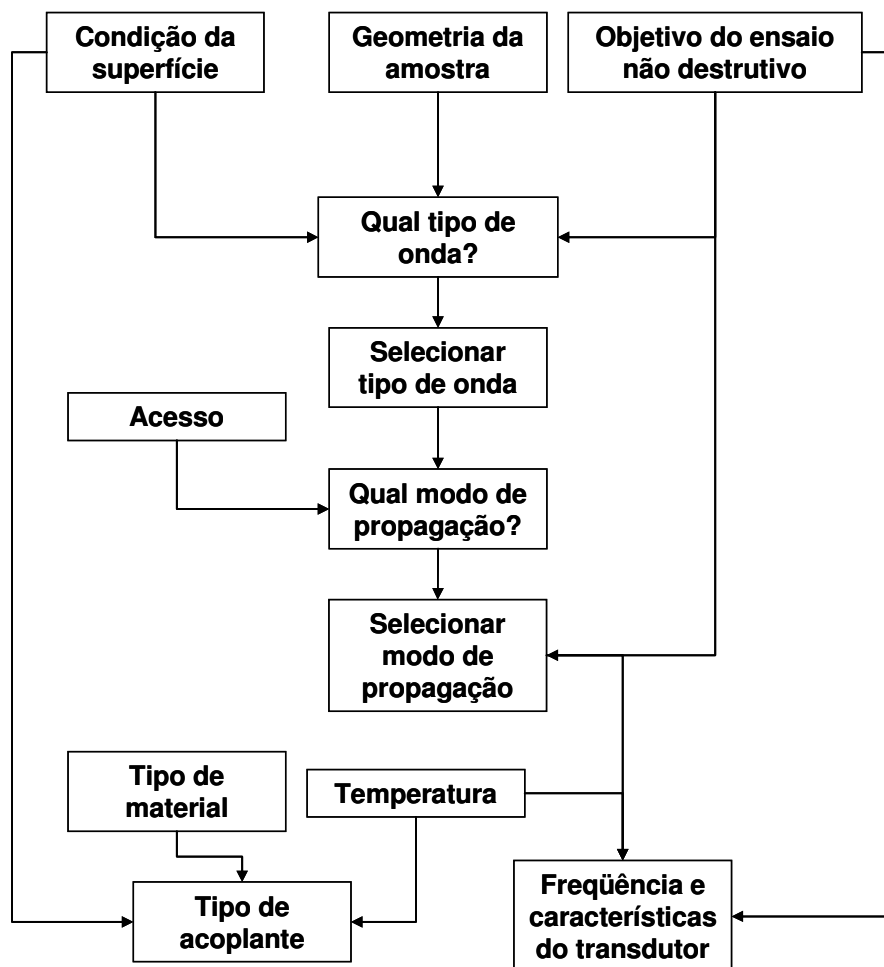 Condição da
superfície
Geometria da
amostra
Objetivo do ensaio
não destrutivo
Qual tipo de
onda?
Selecionar
tipo de onda
Acesso
Qual modo de
propagação?
Selecionar
modo de
propagação
Tipo de
material
Temperatura
Tipo de
acoplante
Freqüência e
características
do transdutor